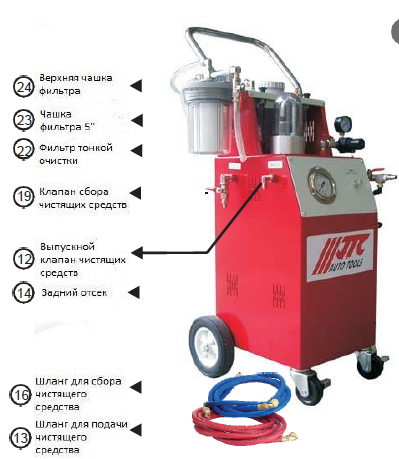 24 Верхняя чашка
фильтра
23 Чашка
фильтра 5"
22 Фильтр тонкой
очистки
19 Клапан сбора
чистящих средств
12 Выпускной
клапан чистящих
средств
14 Задний отсек
16 Шланг для сбора
чистящего
средства
13 Шланг для подачи
чистящего
средства
JTC
AUTO TOOLS